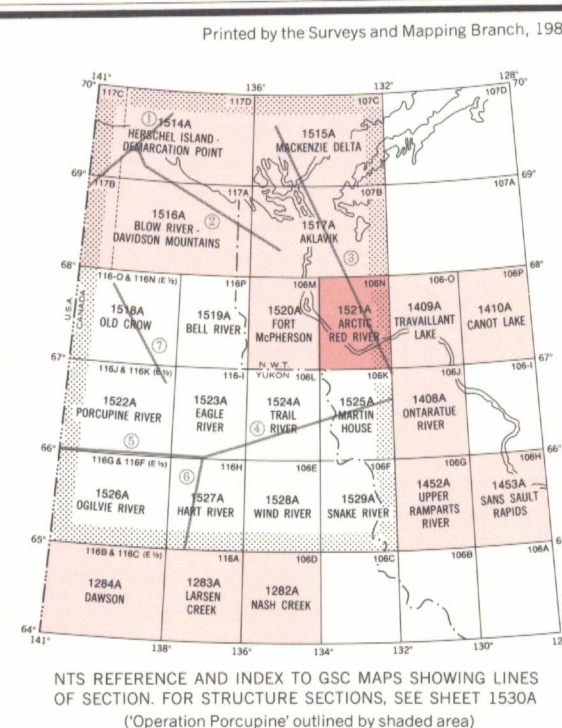 Printed by the Surveys and Mapping Branch, 198
141° 136° 132° 128°
70° 117C 117D 107C 107D 70°
① 1514A
HERSCHEL ISLAND -
DEMARCATION POINT
1515A
MACKENZIE DELTA
69° 117B 117A 107B 107A 69°
1516A ②
BLOW RIVER -
DAVIDSON MOUNTAINS
1517A
AKLAVIK
③
68° 116-O & 116N (E ½) 116P 106M 106N 106-O 106P 68°
U.S.A.
CANADA
1518A
OLD CROW
⑦
1519A
BELL RIVER
1520A
FORT
McPHERSON
1521A
ARCTIC
RED RIVER
1409A
TRAVAILLANT
LAKE
1410A
CANOT LAKE
N.W.T.
YUKON
67° 116J & 116K (E ½) 116-I 106L 106K 106J 106-I 67°
1522A
PORCUPINE RIVER
⑤
1523A
EAGLE
RIVER
1524A
TRAIL
RIVER
④
1525A
MARTIN
HOUSE
1408A
ONTARATUE
RIVER
66° 116G & 116F (E ½) 116H 106E 106F 106G 106H 66°
⑥
1526A
OGILVIE RIVER
1527A
HART RIVER
1528A
WIND RIVER
1529A
SNAKE RIVER
1452A
UPPER
RAMPARTS
RIVER
1453A
SANS SAULT
RAPIDS
65° 116B & 116C (E ½) 116A 106D 106C 106B 106A 65°
1284A
DAWSON
1283A
LARSEN
CREEK
1282A
NASH CREEK
64°
141° 138° 136° 134° 132° 130°
NTS REFERENCE AND INDEX TO GSC MAPS SHOWING LINES
OF SECTION. FOR STRUCTURE SECTIONS, SEE SHEET 1530A
('Operation Porcupine' outlined by shaded area)